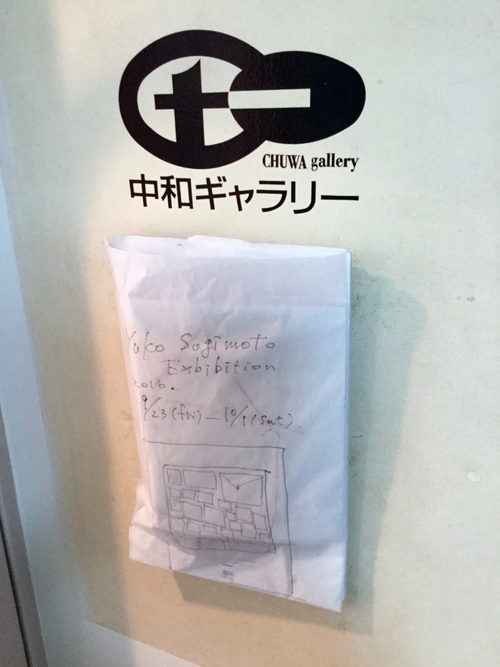 CHUWA gallery
中和ギャラリー
Yuko Sugimoto
Exhibition
2016.
9/23(fri) — 10/1(sat).